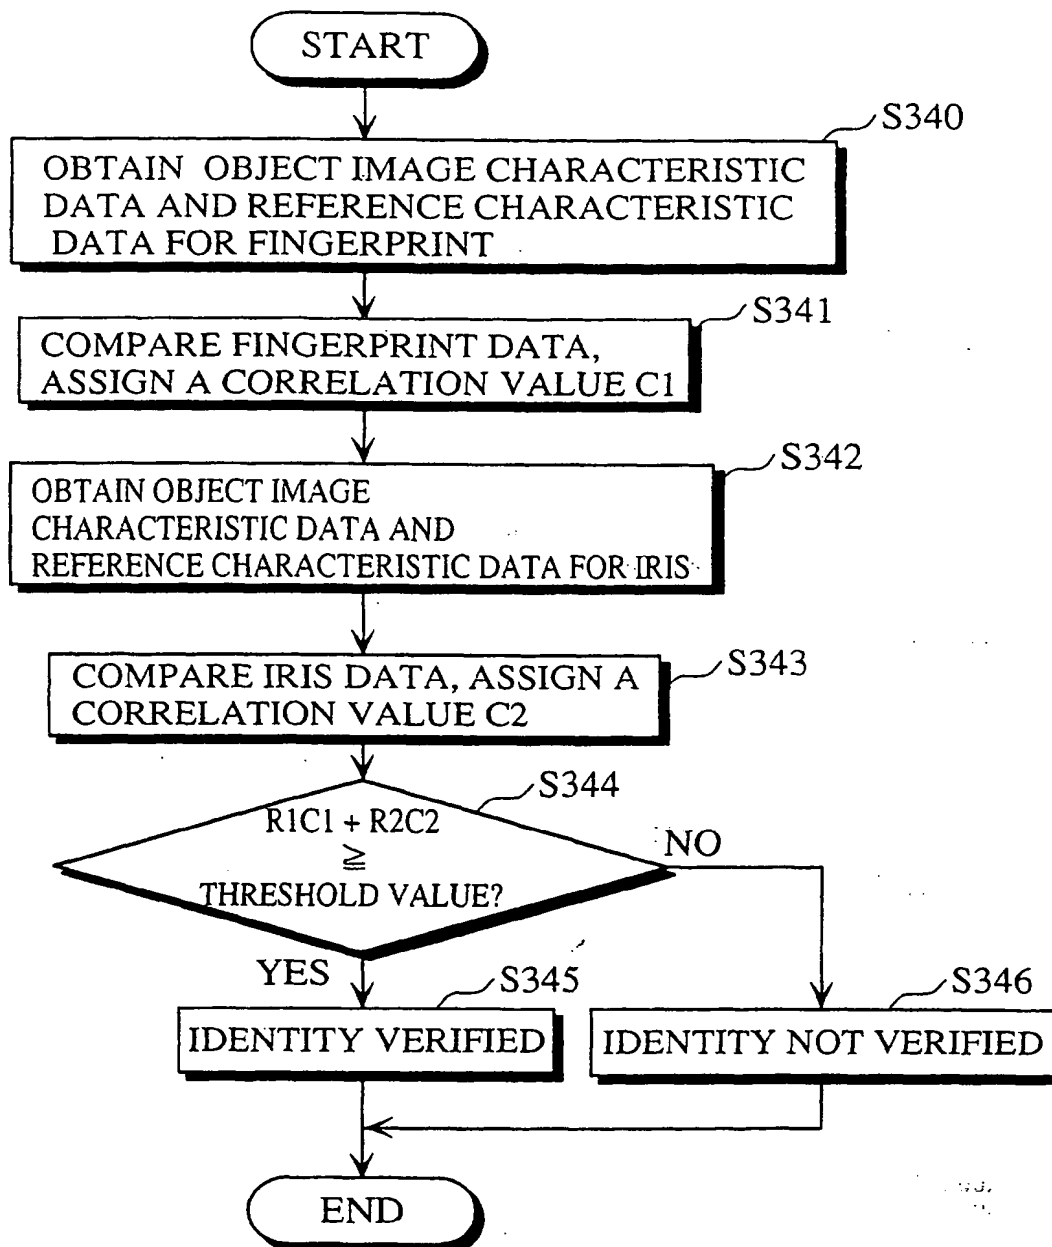 START
S340
OBTAIN OBJECT IMAGE CHARACTERISTIC
DATA AND REFERENCE CHARACTERISTIC
DATA FOR FINGERPRINT
S341
COMPARE FINGERPRINT DATA,
ASSIGN A CORRELATION VALUE C1
S342
OBTAIN OBJECT IMAGE
CHARACTERISTIC DATA AND
REFERENCE CHARACTERISTIC DATA FOR IRIS
S343
COMPARE IRIS DATA, ASSIGN A
CORRELATION VALUE C2
S344
R1C1 + R2C2
≧
THRESHOLD VALUE?
NO
YES
S345
S346
IDENTITY VERIFIED
IDENTITY NOT VERIFIED
END